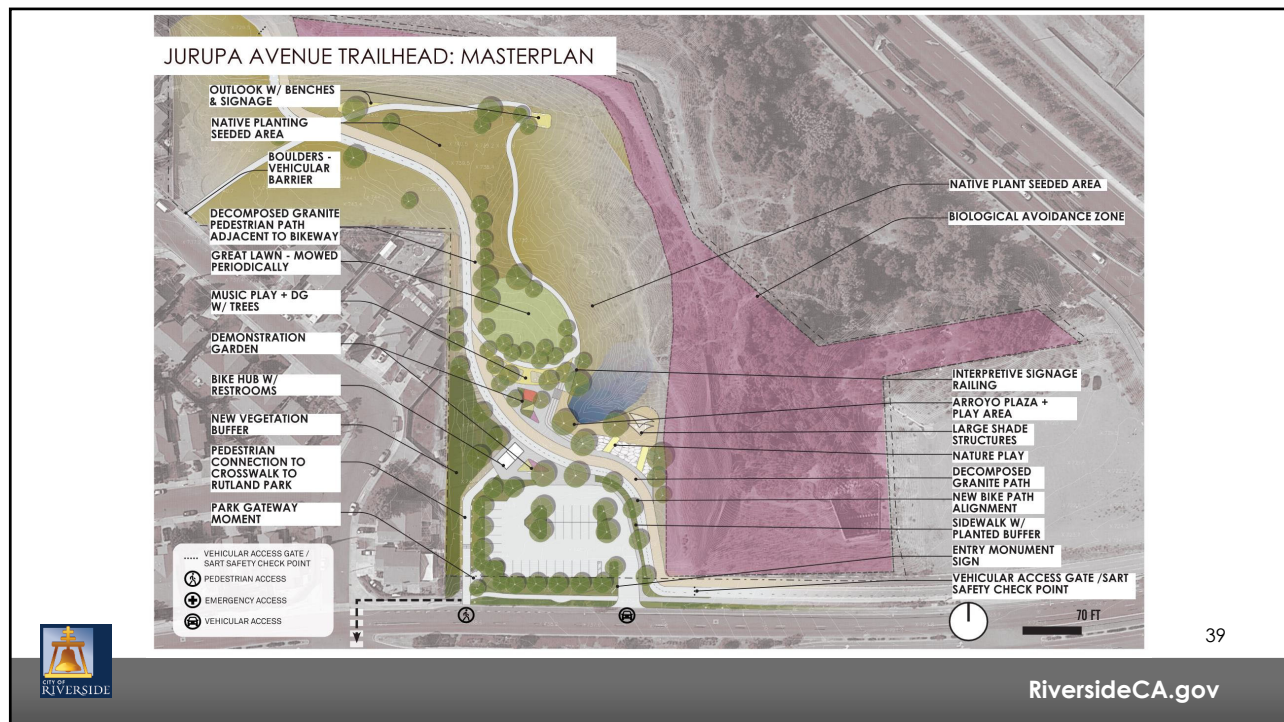 JURUPA AVENUE TRAILHEAD: MASTERPLAN
OUTLOOK W/ BENCHES
& SIGNAGE
NATIVE PLANTING
SEEDED AREA
BOULDERS -
VEHICULAR
BARRIER
DECOMPOSED GRANITE
PEDESTRIAN PATH
ADJACENT TO BIKEWAY
GREAT LAWN - MOWED
PERIODICALLY
MUSIC PLAY + DG
W/ TREES
DEMONSTRATION
GARDEN
BIKE HUB W/
RESTROOMS
NEW VEGETATION
BUFFER
PEDESTRIAN
CONNECTION TO
CROSSWALK TO
RUTLAND PARK
PARK GATEWAY
MOMENT
VEHICULAR ACCESS GATE /
SART SAFETY CHECK POINT
PEDESTRIAN ACCESS
EMERGENCY ACCESS
VEHICULAR ACCESS
NATIVE PLANT SEEDED AREA
BIOLOGICAL AVOIDANCE ZONE
INTERPRETIVE SIGNAGE
RAILING
ARROYO PLAZA +
PLAY AREA
LARGE SHADE
STRUCTURES
NATURE PLAY
DECOMPOSED
GRANITE PATH
NEW BIKE PATH
ALIGNMENT
SIDEWALK W/
PLANTED BUFFER
ENTRY MONUMENT
SIGN
VEHICULAR ACCESS GATE /SART
SAFETY CHECK POINT
70 FT
39
CITY OF
RIVERSIDE
RiversideCA.gov